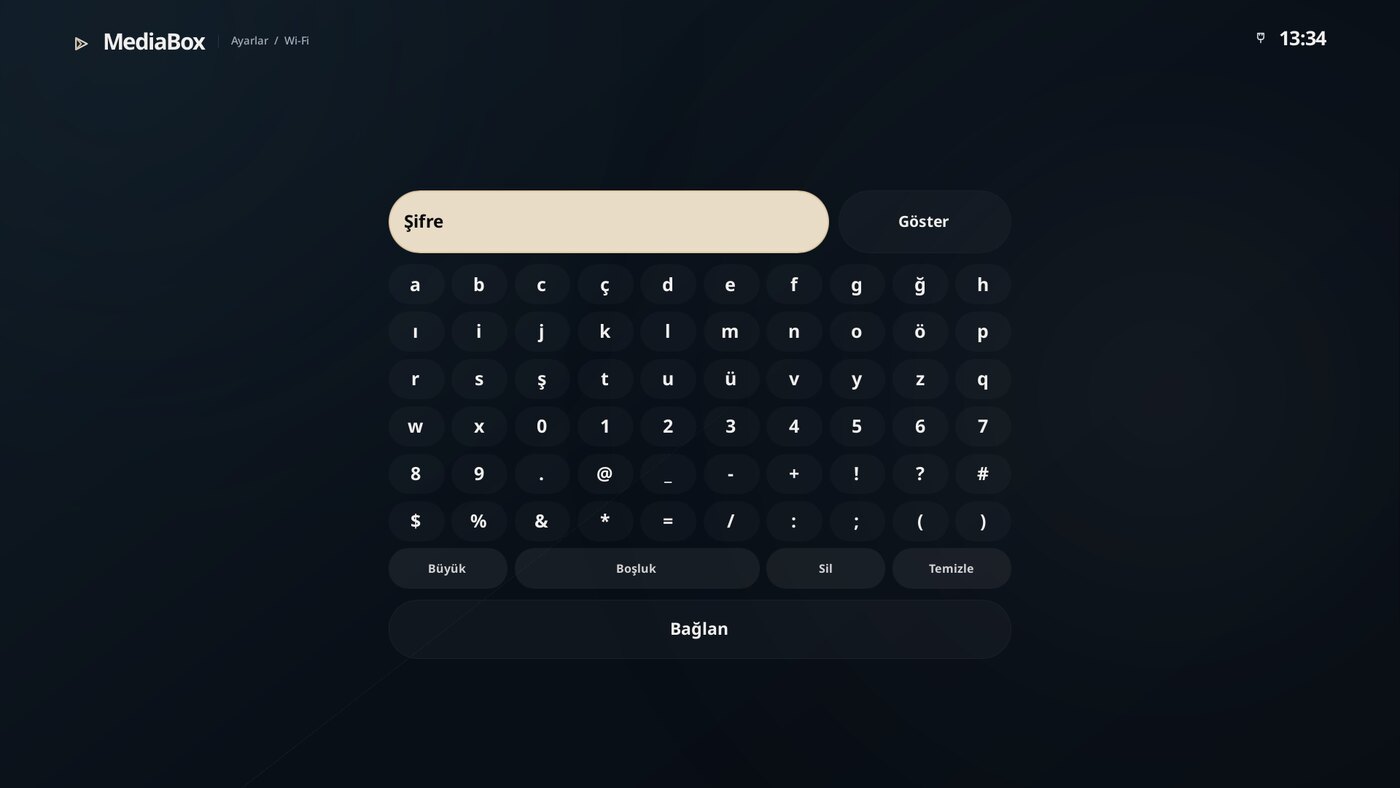 MediaBox Ayarlar / Wi-Fi 13:34
Şifre Göster
a b c ç d e f g ğ h
ı i j k l m n o ö p
r s ş t u ü v y z q
w x 0 1 2 3 4 5 6 7
8 9 . @ _ - + ! ? #
$ % & * = / : ; ( )
Büyük Boşluk Sil Temizle
Bağlan